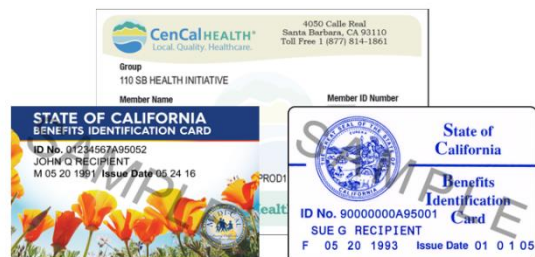 CenCal HEALTH®
Local. Quality. Healthcare.
4050 Calle Real
Santa Barbara, CA 93110
Toll Free 1 (877) 814-1861
Group
110 SB HEALTH INITIATIVE
Member Name Member ID Number
STATE OF CALIFORNIA
BENEFITS IDENTIFICATION CARD
ID No. 01234567A95052
JOHN Q RECIPIENT
M 05 20 1991 Issue Date 05 24 16
SAMPLE
PROD1
SAMPLE
State of
California
Benefits
Identification
Card
ID No. 90000000A95001
SUE G RECIPIENT
F 05 20 1993 Issue Date 01 0 1 05